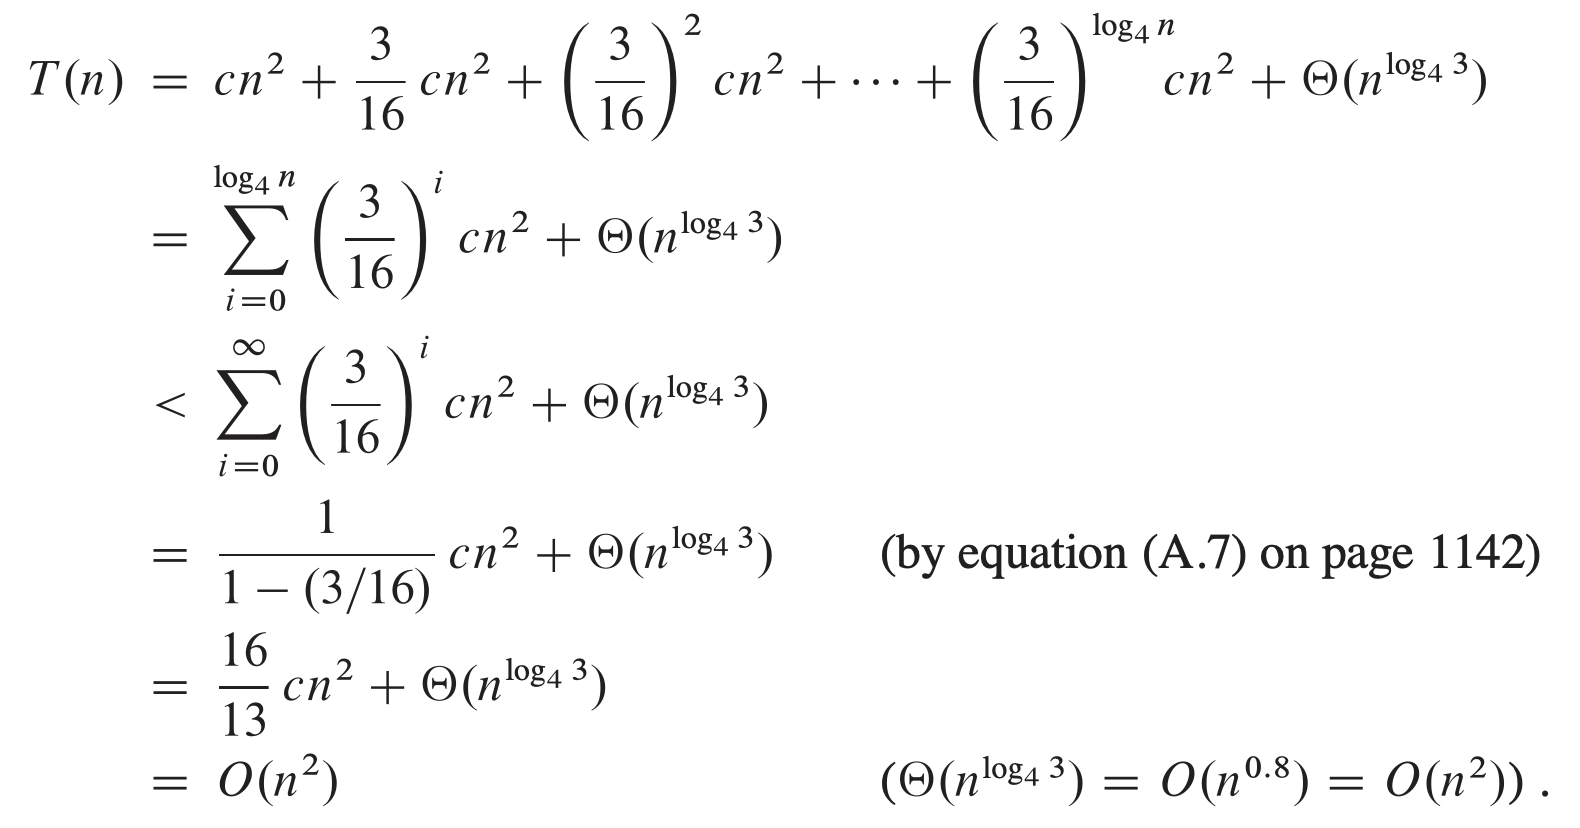 T(n) = cn² + 3/16 cn² + (3/16)² cn² + ⋯ + (3/16)^(log₄ n) cn² + Θ(n^(log₄ 3))
= ∑_{i=0}^{log₄ n} (3/16)^i cn² + Θ(n^(log₄ 3))
< ∑_{i=0}^{∞} (3/16)^i cn² + Θ(n^(log₄ 3))
= 1/(1 − (3/16)) cn² + Θ(n^(log₄ 3)) (by equation (A.7) on page 1142)
= 16/13 cn² + Θ(n^(log₄ 3))
= O(n²) (Θ(n^(log₄ 3)) = O(n^0.8) = O(n²)) .